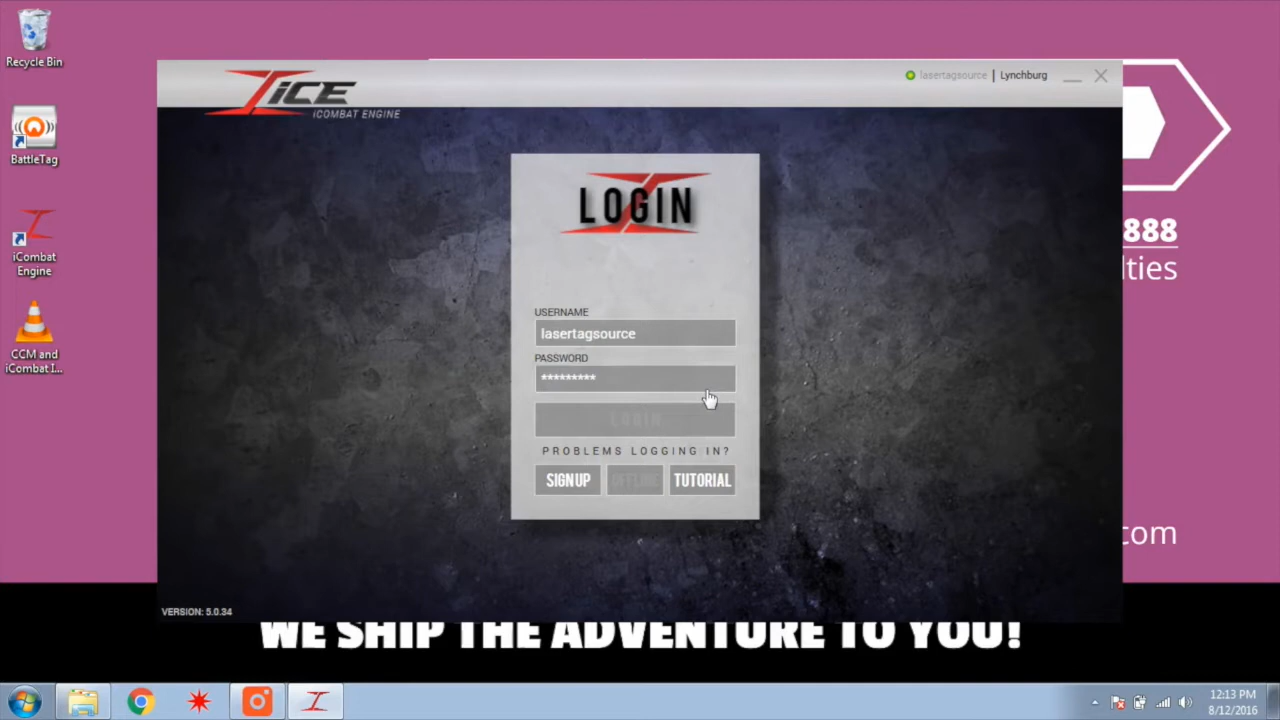 Recycle Bin
BattleTag
iCombat
Engine
CCM and
iCombat I...
iCE
iCOMBAT ENGINE
lasertagsource | Lynchburg
LOGIN
USERNAME
lasertagsource
PASSWORD
*********
LOGIN
PROBLEMS LOGGING IN?
SIGNUP OFFLINE TUTORIAL
VERSION: 5.0.34
888
lties
com
WE SHIP THE ADVENTURE TO YOU!
12:13 PM
8/12/2016